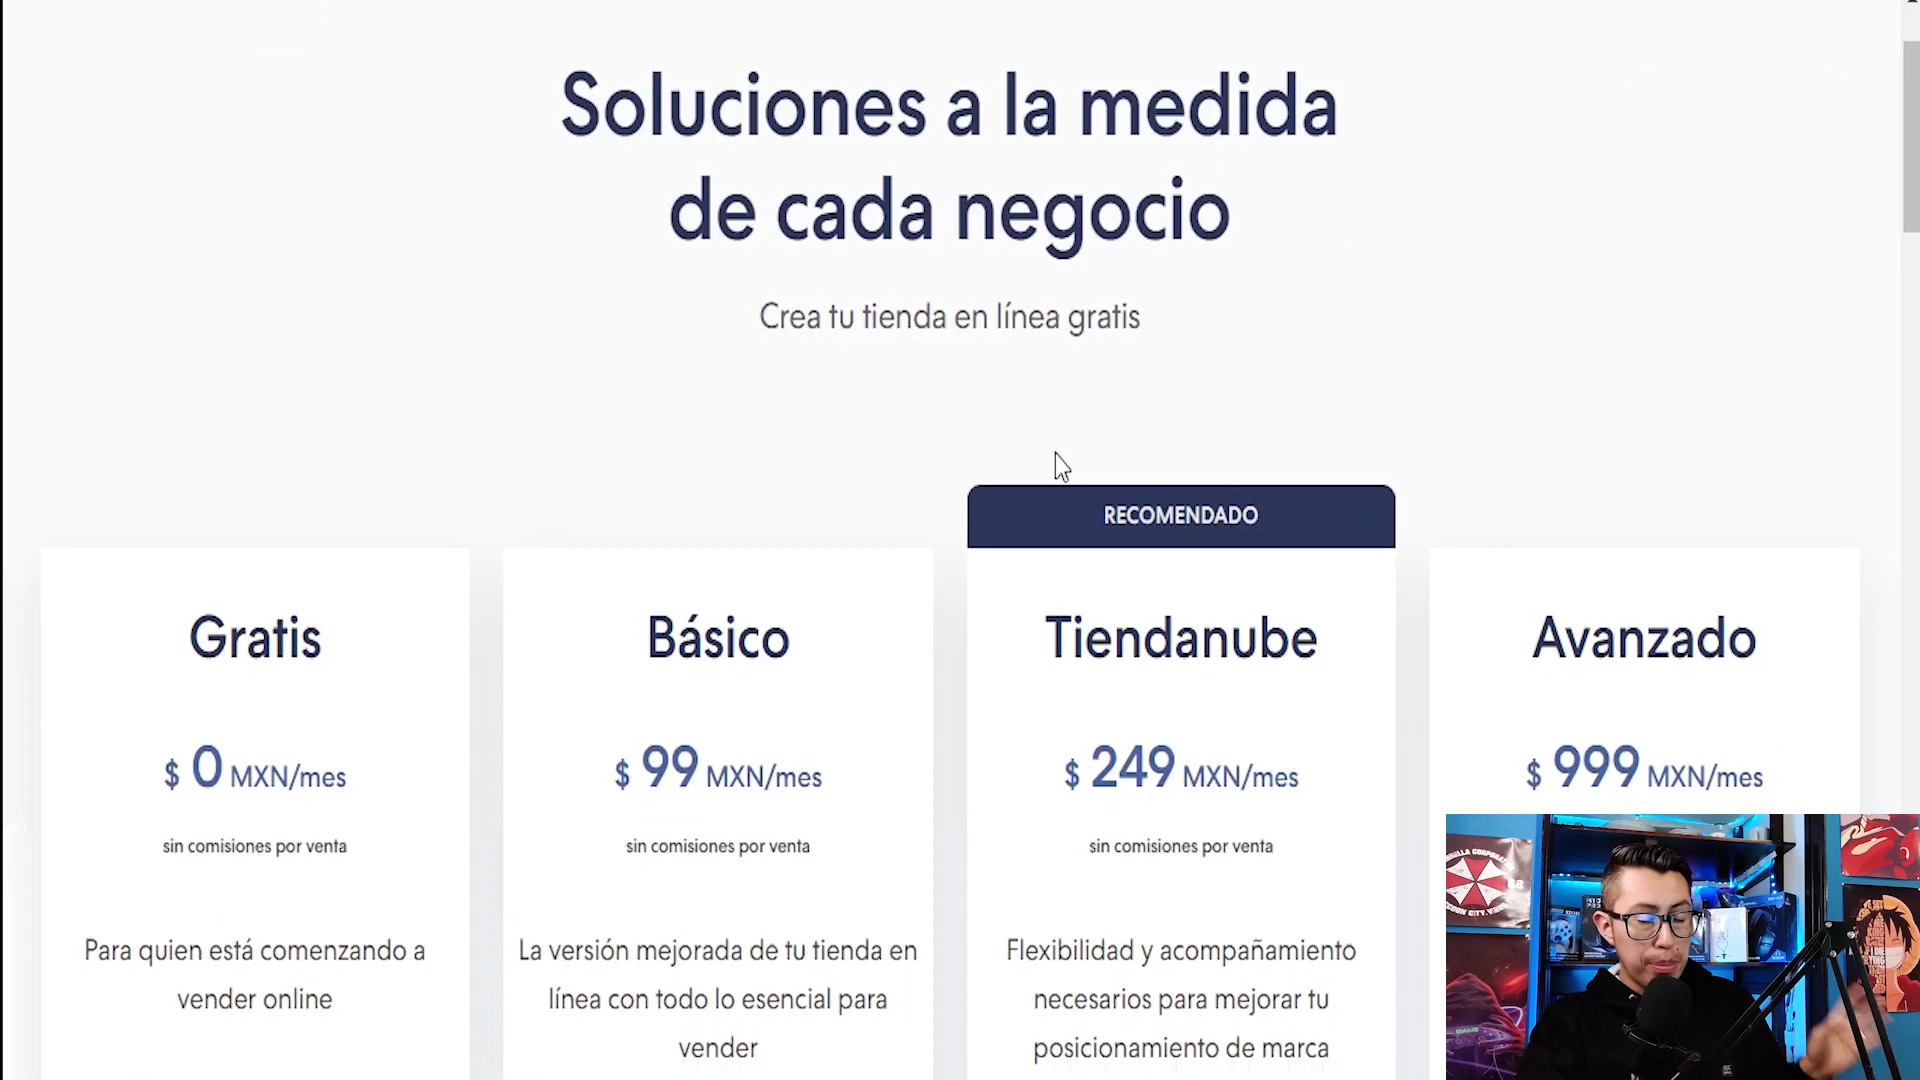 Soluciones a la medida
de cada negocio
Crea tu tienda en línea gratis
RECOMENDADO
Gratis
$ 0 MXN/mes
sin comisiones por venta
Para quien está comenzando a
vender online
Básico
$ 99 MXN/mes
sin comisiones por venta
La versión mejorada de tu tienda en
línea con todo lo esencial para
vender
Tiendanube
$ 249 MXN/mes
sin comisiones por venta
Flexibilidad y acompañamiento
necesarios para mejorar tu
posicionamiento de marca
Avanzado
$ 999 MXN/mes